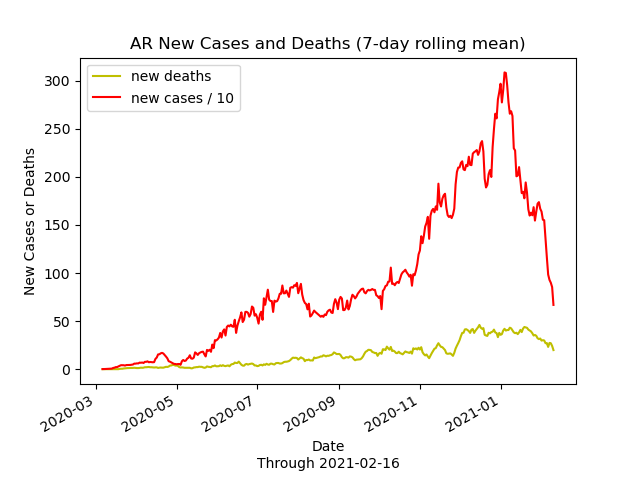 AR New Cases and Deaths (7-day rolling mean)
new deaths
new cases / 10
New Cases or Deaths
300
250
200
150
100
50
0
2020-03
2020-05
2020-07
2020-09
2020-11
2021-01
Date
Through 2021-02-16